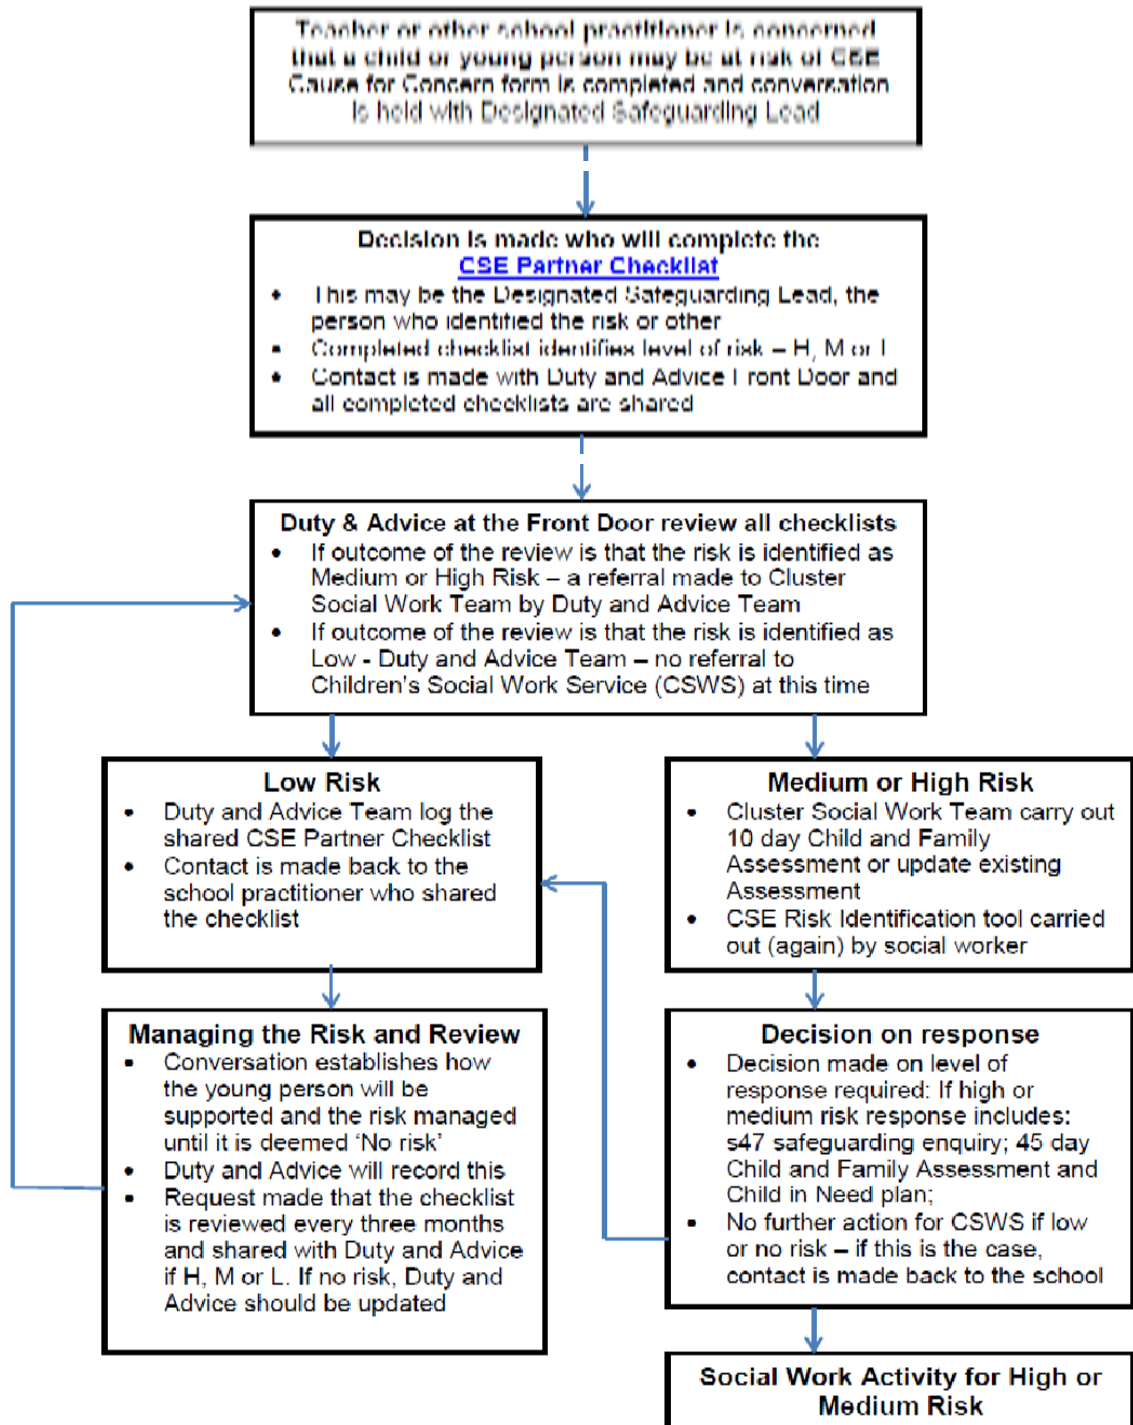 Teacher or other school practitioner is concerned
that a child or young person may be at risk of CSE
Cause for Concern form is completed and conversation
is held with Designated Safeguarding Lead
Decision is made who will complete the
CSE Partner Checklist
• This may be the Designated Safeguarding Lead, the
person who identified the risk or other
• Completed checklist identifies level of risk – H, M or L
• Contact is made with Duty and Advice Front Door and
all completed checklists are shared
Duty & Advice at the Front Door review all checklists
• If outcome of the review is that the risk is identified as
Medium or High Risk – a referral made to Cluster
Social Work Team by Duty and Advice Team
• If outcome of the review is that the risk is identified as
Low - Duty and Advice Team – no referral to
Children's Social Work Service (CSWS) at this time
Low Risk
• Duty and Advice Team log the
shared CSE Partner Checklist
• Contact is made back to the
school practitioner who shared
the checklist
Medium or High Risk
• Cluster Social Work Team carry out
10 day Child and Family
Assessment or update existing
Assessment
• CSE Risk Identification tool carried
out (again) by social worker
Managing the Risk and Review
• Conversation establishes how
the young person will be
supported and the risk managed
until it is deemed 'No risk'
• Duty and Advice will record this
• Request made that the checklist
is reviewed every three months
and shared with Duty and Advice
if H, M or L. If no risk, Duty and
Advice should be updated
Decision on response
• Decision made on level of
response required: If high or
medium risk response includes:
s47 safeguarding enquiry; 45 day
Child and Family Assessment and
Child in Need plan;
• No further action for CSWS if low
or no risk – if this is the case,
contact is made back to the school
Social Work Activity for High or
Medium Risk